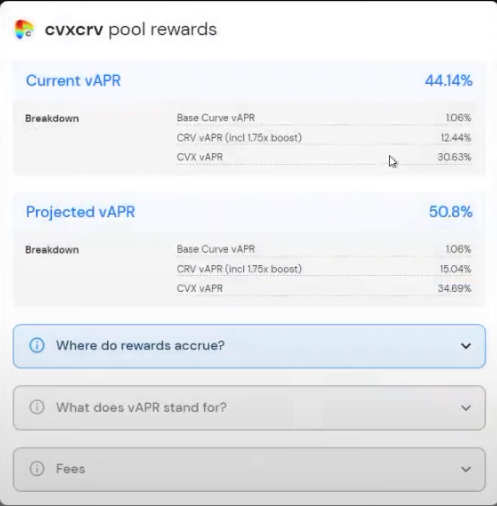 cvxcrv pool rewards
Current vAPR 44.14%
Breakdown Base Curve vAPR 1.06%
CRV vAPR (incl 1.75x boost) 12.44%
CVX vAPR 30.63%
Projected vAPR 50.8%
Breakdown Base Curve vAPR 1.06%
CRV vAPR (incl 1.75x boost) 15.04%
CVX vAPR 34.69%
Where do rewards accrue?
What does vAPR stand for?
Fees